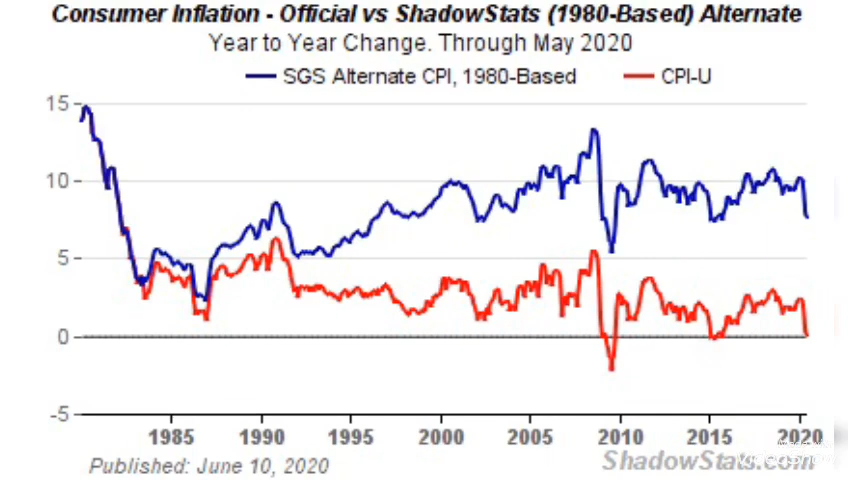 Consumer Inflation - Official vs ShadowStats (1980-Based) Alternate
Year to Year Change. Through May 2020
SGS Alternate CPI, 1980-Based CPI-U
15
10
5
0
-5
1985 1990 1995 2000 2005 2010 2015 2020
Published: June 10, 2020
ShadowStats.com